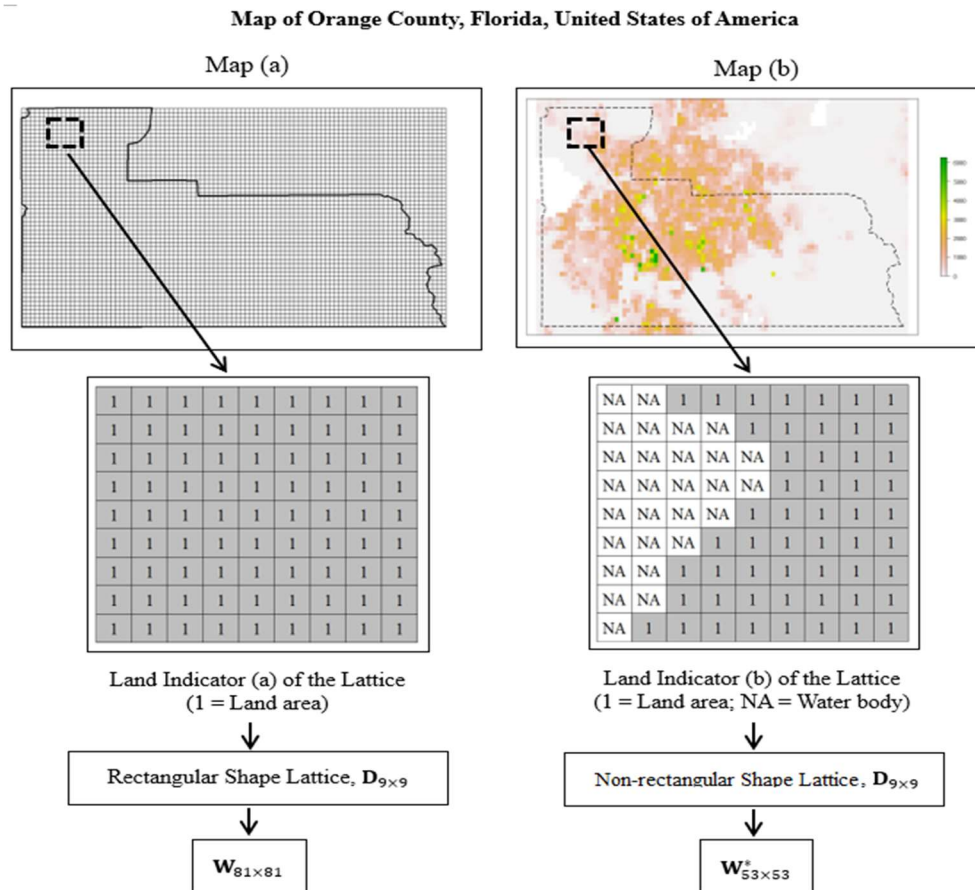 Map of Orange County, Florida, United States of America
Map (a)
Map (b)
1 1 1 1 1 1 1 1 1
1 1 1 1 1 1 1 1 1
1 1 1 1 1 1 1 1 1
1 1 1 1 1 1 1 1 1
1 1 1 1 1 1 1 1 1
1 1 1 1 1 1 1 1 1
1 1 1 1 1 1 1 1 1
1 1 1 1 1 1 1 1 1
1 1 1 1 1 1 1 1 1
Land Indicator (a) of the Lattice
(1 = Land area)
Rectangular Shape Lattice, D₉ₓ₉
W₈₁ₓ₈₁
NA NA 1 1 1 1 1 1 1
NA NA NA NA 1 1 1 1 1
NA NA NA NA NA 1 1 1 1
NA NA NA NA NA 1 1 1 1
NA NA NA NA 1 1 1 1 1
NA NA NA 1 1 1 1 1 1
NA NA 1 1 1 1 1 1 1
NA NA 1 1 1 1 1 1 1
NA 1 1 1 1 1 1 1 1
Land Indicator (b) of the Lattice
(1 = Land area; NA = Water body)
Non-rectangular Shape Lattice, D₉ₓ₉
W*₅₃ₓ₅₃